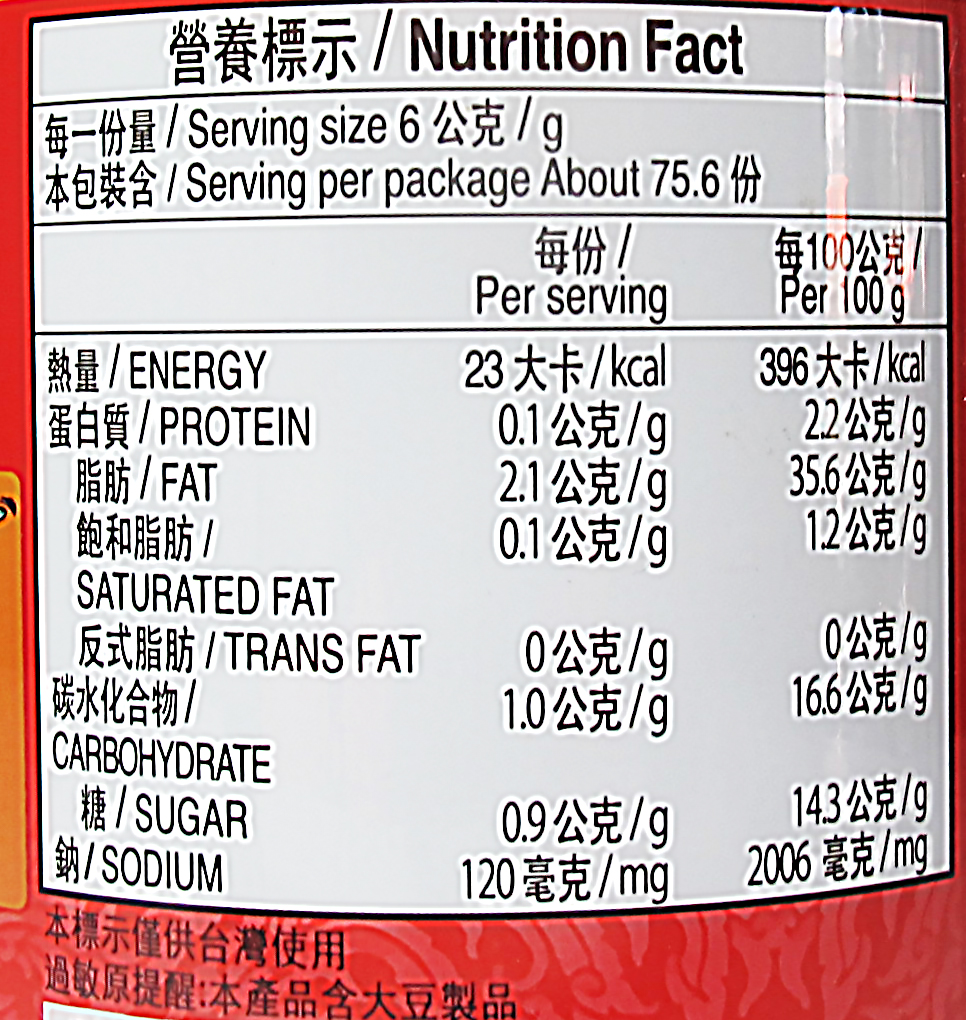 營養標示 / Nutrition Fact
每一份量 / Serving size 6 公克 / g
本包裝含 / Serving per package About 75.6 份
每份 / 每100公克 /
Per serving Per 100 g
熱量 / ENERGY 23 大卡 / kcal 396 大卡 / kcal
蛋白質 / PROTEIN 0.1 公克 / g 2.2 公克 / g
脂肪 / FAT 2.1 公克 / g 35.6 公克 / g
飽和脂肪 / 0.1 公克 / g 1.2 公克 / g
SATURATED FAT
反式脂肪 / TRANS FAT 0 公克 / g 0 公克 / g
碳水化合物 / 1.0 公克 / g 16.6 公克 / g
CARBOHYDRATE
糖 / SUGAR 0.9 公克 / g 14.3 公克 / g
鈉 / SODIUM 120 毫克 / mg 2006 毫克 / mg
本標示僅供台灣使用
過敏原提醒:本產品含大豆製品